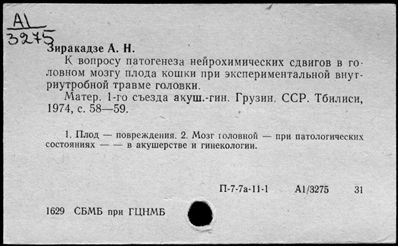 А1
3275
Зиракадзе А. Н.
К вопросу патогенеза нейрохимических сдвигов в го-
ловном мозгу плода кошки при экспериментальной внут-
риутробной травме головки.
Матер. 1-го съезда акуш.-гин. Грузин. ССР. Тбилиси,
1974, с. 58—59.
1. Плод — повреждения. 2. Мозг головной — при патологических
состояниях — — в акушерстве и гинекологии.
П-7-7а-11-1 А1/3275 31
1629 СБМБ при ГЦНМБ